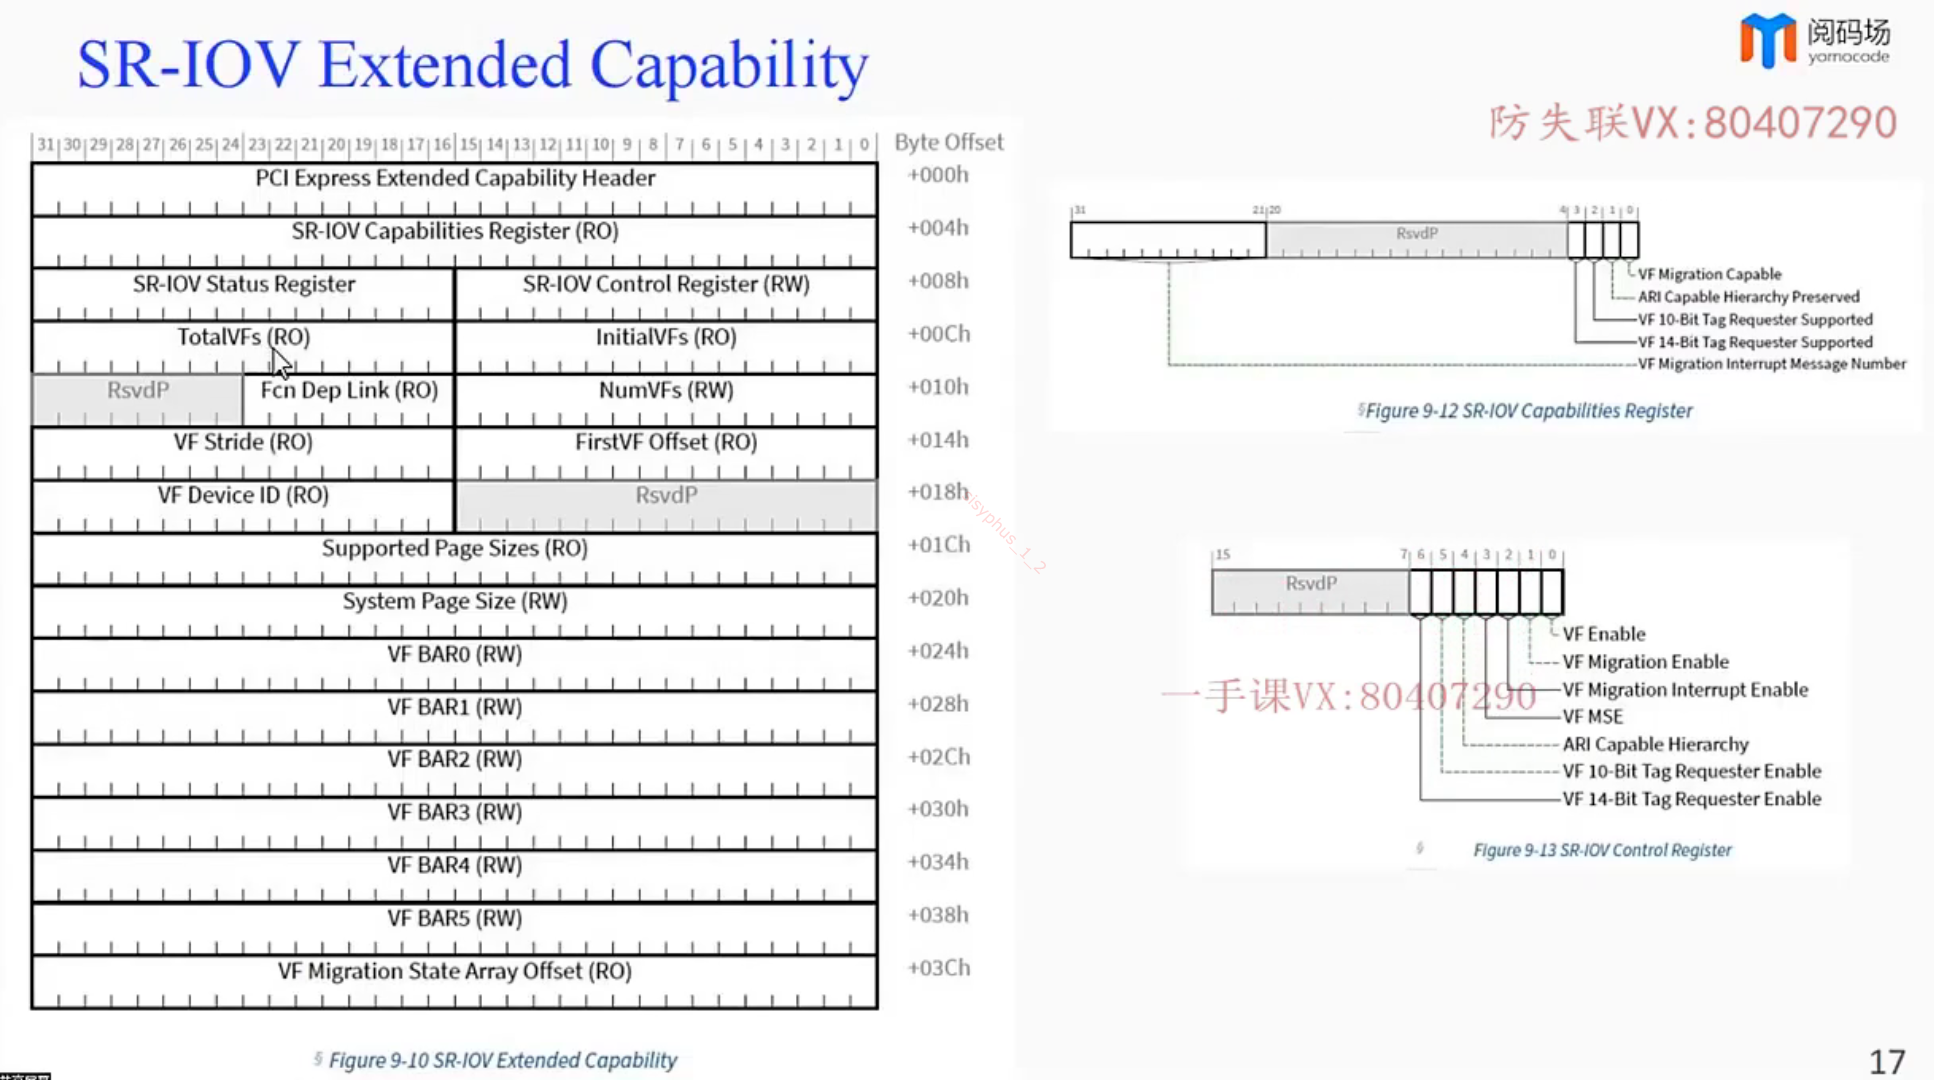 SR-IOV Extended Capability
阅码场
yomocode
防失联VX:80407290
31 30 29 28 27 26 25 24 23 22 21 20 19 18 17 16 15 14 13 12 11 10 9 8 7 6 5 4 3 2 1 0 Byte Offset
PCI Express Extended Capability Header +000h
SR-IOV Capabilities Register (RO) +004h
SR-IOV Status Register SR-IOV Control Register (RW) +008h
TotalVFs (RO) InitialVFs (RO) +00Ch
RsvdP Fcn Dep Link (RO) NumVFs (RW) +010h
VF Stride (RO) FirstVF Offset (RO) +014h
VF Device ID (RO) RsvdP +018h
Supported Page Sizes (RO) +01Ch
System Page Size (RW) +020h
VF BAR0 (RW) +024h
VF BAR1 (RW) +028h
VF BAR2 (RW) +02Ch
VF BAR3 (RW) +030h
VF BAR4 (RW) +034h
VF BAR5 (RW) +038h
VF Migration State Array Offset (RO) +03Ch
§ Figure 9-10 SR-IOV Extended Capability
31 21 20 4 3 2 1 0
RsvdP
VF Migration Capable
ARI Capable Hierarchy Preserved
VF 10-Bit Tag Requester Supported
VF 14-Bit Tag Requester Supported
VF Migration Interrupt Message Number
§Figure 9-12 SR-IOV Capabilities Register
15 7 6 5 4 3 2 1 0
RsvdP
VF Enable
VF Migration Enable
VF Migration Interrupt Enable
VF MSE
ARI Capable Hierarchy
VF 10-Bit Tag Requester Enable
VF 14-Bit Tag Requester Enable
§ Figure 9-13 SR-IOV Control Register
一手课VX:80407290
17